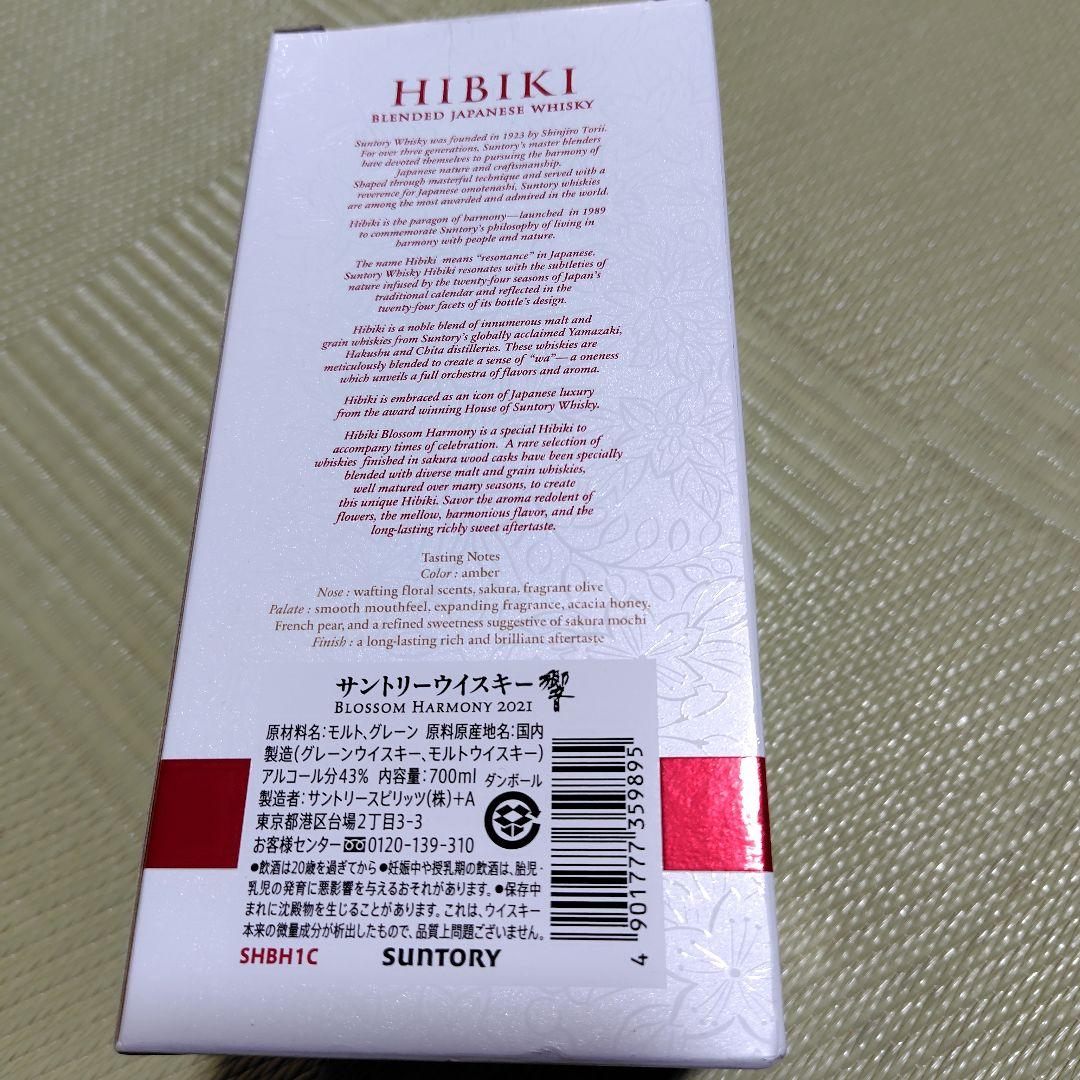 HIBIKI
BLENDED JAPANESE WHISKY
Suntory Whisky was founded in 1923 by Shinjiro Torii.
For over three generations, Suntory's master blenders
have devoted themselves to pursuing the harmony of
Japanese nature and craftsmanship.
Shaped through masterful technique and served with a
reverence for Japanese omotenashi, Suntory whiskies
are among the most awarded and admired in the world.
Hibiki is the paragon of harmony—launched in 1989
to commemorate Suntory's philosophy of living in
harmony with people and nature.
The name Hibiki means "resonance" in Japanese.
Suntory Whisky Hibiki resonates with the subtleties of
nature infused by the twenty-four seasons of Japan's
traditional calendar and reflected in the
twenty-four facets of its bottle's design.
Hibiki is a noble blend of innumerous malt and
grain whiskies from Suntory's globally acclaimed Yamazaki,
Hakushu and Chita distilleries. These whiskies are
meticulously blended to create a sense of "wa"— a oneness
which unveils a full orchestra of flavors and aroma.
Hibiki is embraced as an icon of Japanese luxury
from the award winning House of Suntory Whisky.
Hibiki Blossom Harmony is a special Hibiki to
accompany times of celebration. A rare selection of
whiskies finished in sakura wood casks have been specially
blended with diverse malt and grain whiskies,
well matured over many seasons, to create
this unique Hibiki. Savor the aroma redolent of
flowers, the mellow, harmonious flavor, and the
long-lasting richly sweet aftertaste.
Tasting Notes
Color : amber
Nose : wafting floral scents, sakura, fragrant olive
Palate : smooth mouthfeel, expanding fragrance, acacia honey,
French pear, and a refined sweetness suggestive of sakura mochi
Finish : a long-lasting rich and brilliant aftertaste
サントリーウイスキー 響
BLOSSOM HARMONY 2021
原材料名:モルト、グレーン 原料原産地名:国内
製造(グレーンウイスキー、モルトウイスキー)
アルコール分43% 内容量:700ml ダンボール
製造者:サントリースピリッツ(株)+A
東京都港区台場2丁目3-3
お客様センター 0120-139-310
●飲酒は20歳を過ぎてから●妊娠中や授乳期の飲酒は、胎児・
乳児の発育に悪影響を与えるおそれがあります。●保存中
まれに沈殿物を生じることがあります。これは、ウイスキー
本来の微量成分が析出したもので、品質上問題ございません。
SHBH1C SUNTORY
4 901777 359895